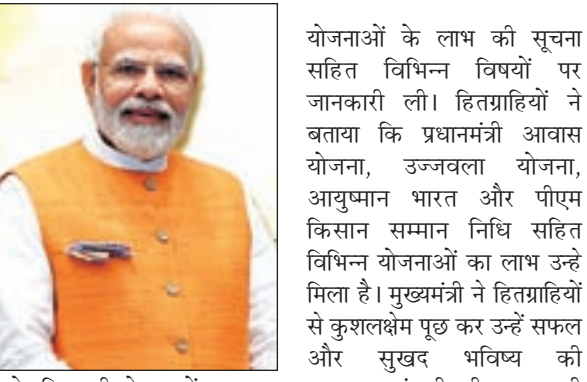 योजनाओं के लाभ की सूचना
सहित विभिन्न विषयों पर
जानकारी ली। हितग्राहियों ने
बताया कि प्रधानमंत्री आवास
योजना, उज्जवला योजना,
आयुष्मान भारत और पीएम
किसान सम्मान निधि सहित
विभिन्न योजनाओं का लाभ उन्हे
मिला है। मुख्यमंत्री ने हितग्राहियों
से कुशलक्षेम पूछ कर उन्हें सफल
और सुखद भविष्य की